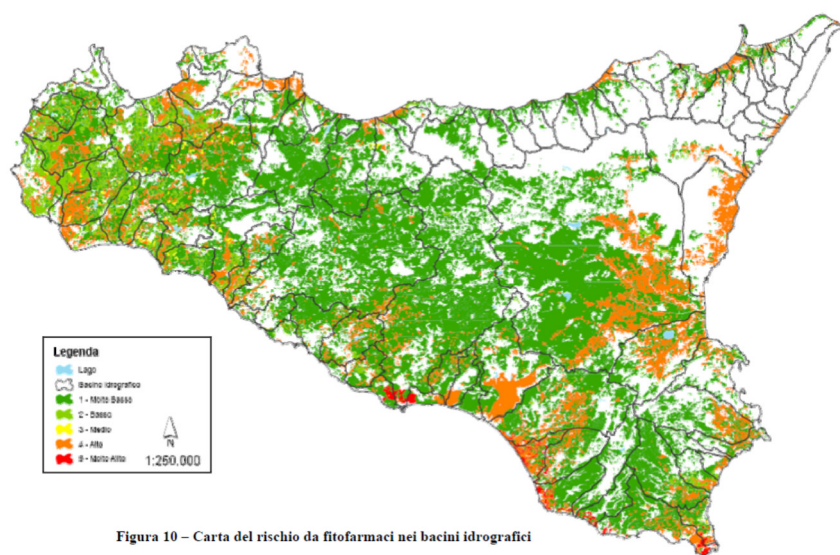 Legenda
Lago
Bacino Idrografico
1 - Molto Basso
2 - Basso
3 - Medio
4 - Alto
5 - Molto Alto
N
1:250.000
Figura 10 – Carta del rischio da fitofarmaci nei bacini idrografici